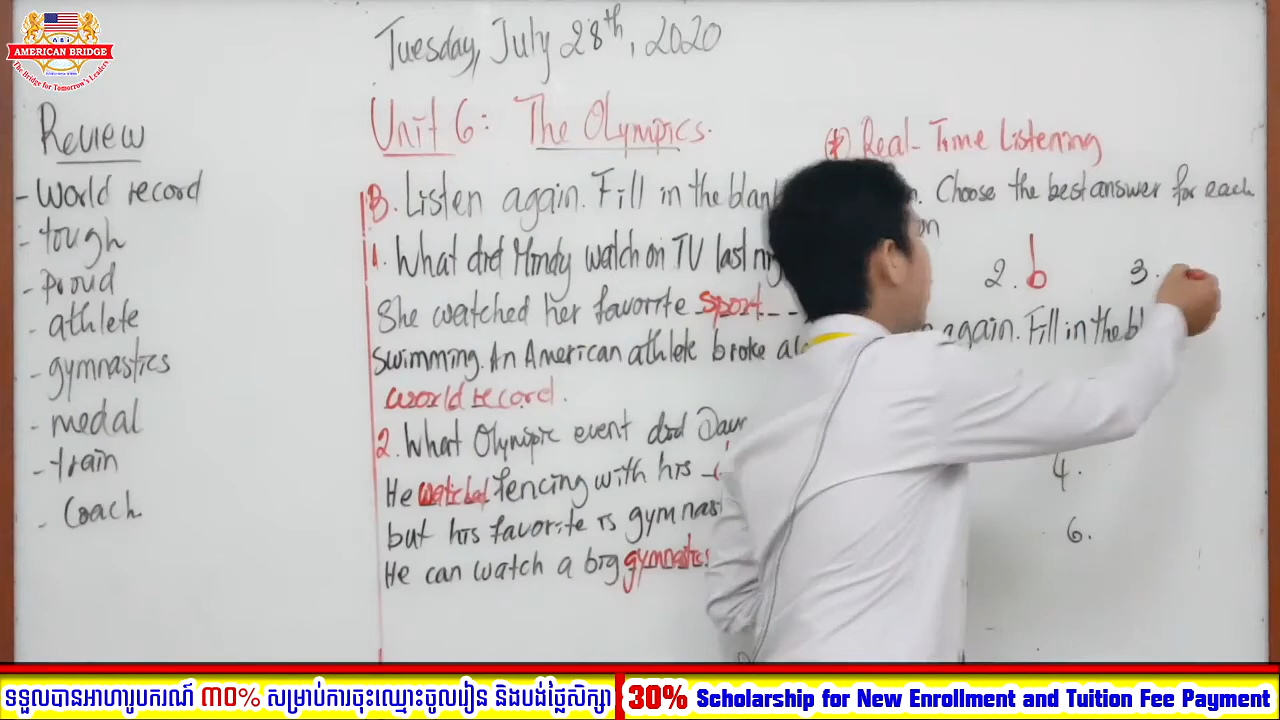 AMERICAN BRIDGE
The Bridge for Tomorrow's Leaders
Tuesday, July 28th, 2020
Review
- World record
- tough
- Proud
- athlete
- gymnastics
- medal
- train
- Coach
Unit 6: The Olympics.
B. Listen again. Fill in the blank
1. What did Mindy watch on TV last nig
She watched her favorite sport
swimming. An American athlete broke a
world record.
2. What Olympic event did
He watched fencing with his
but his favorite is gymnast
He can watch a big gymnastics
(*) Real-Time Listening
Choose the best answer for each
on
2. b 3.
again. Fill in the bl
4.
6.
ទទួលបានអាហារូបករណ៍ ៣០% សម្រាប់ការចុះឈ្មោះចូលរៀន និងបង់ថ្លៃសិក្សា
30% Scholarship for New Enrollment and Tuition Fee Payment